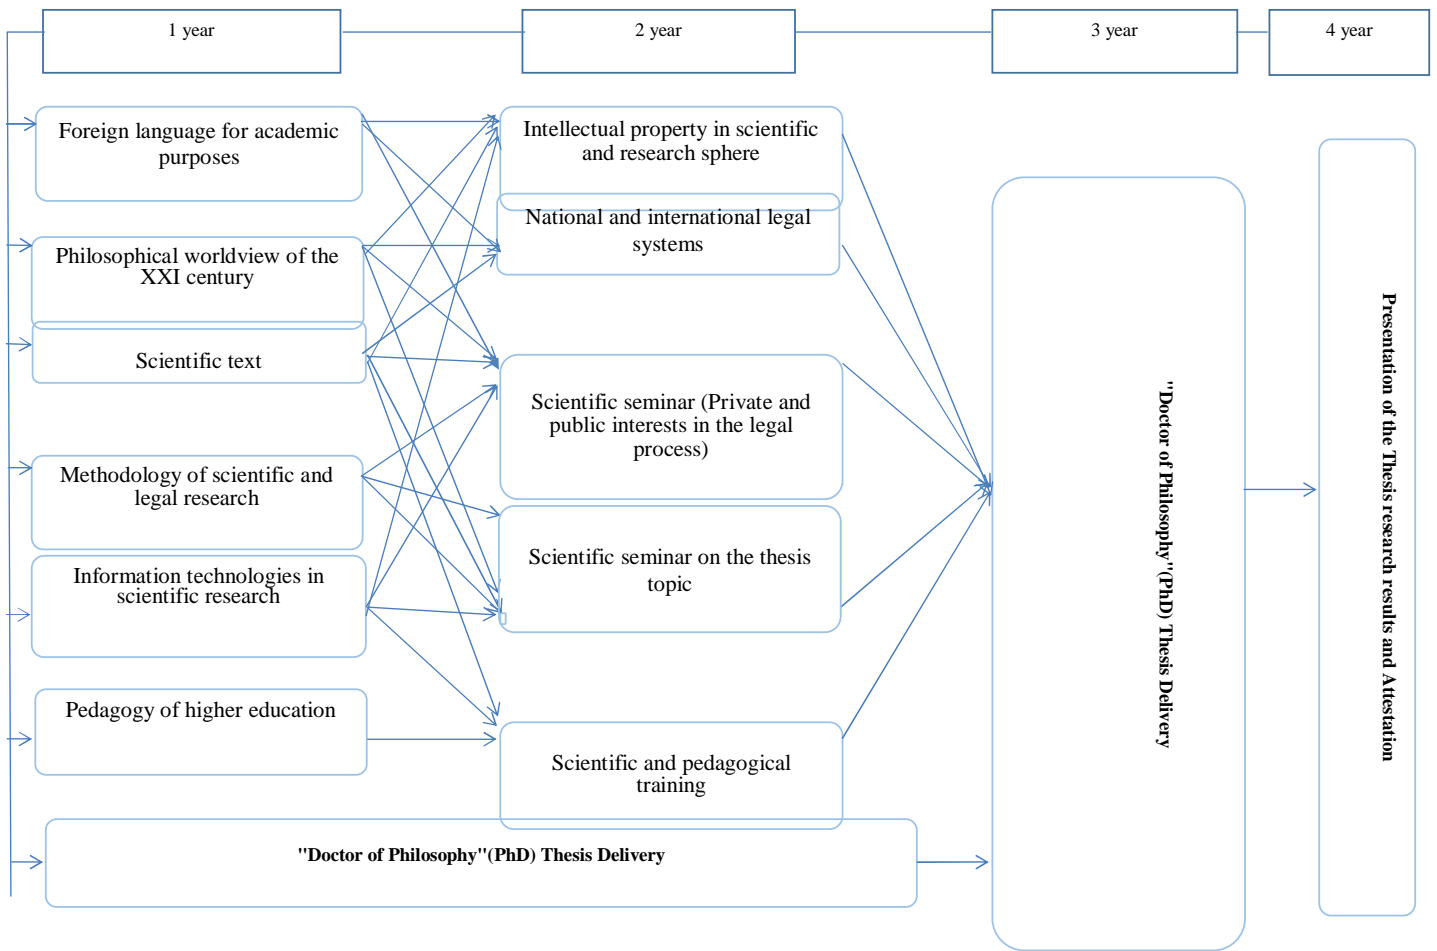 1 year
2 year
3 year
4 year
Foreign language for academic
purposes
Philosophical worldview of the
XXI century
Scientific text
Methodology of scientific and
legal research
Information technologies in
scientific research
Pedagogy of higher education
Intellectual property in scientific
and research sphere
National and international legal
systems
Scientific seminar (Private and
public interests in the legal
process)
Scientific seminar on the thesis
topic
Scientific and pedagogical
training
"Doctor of Philosophy"(PhD) Thesis Delivery
"Doctor of Philosophy"(PhD) Thesis Delivery
Presentation of the Thesis research results and Attestation